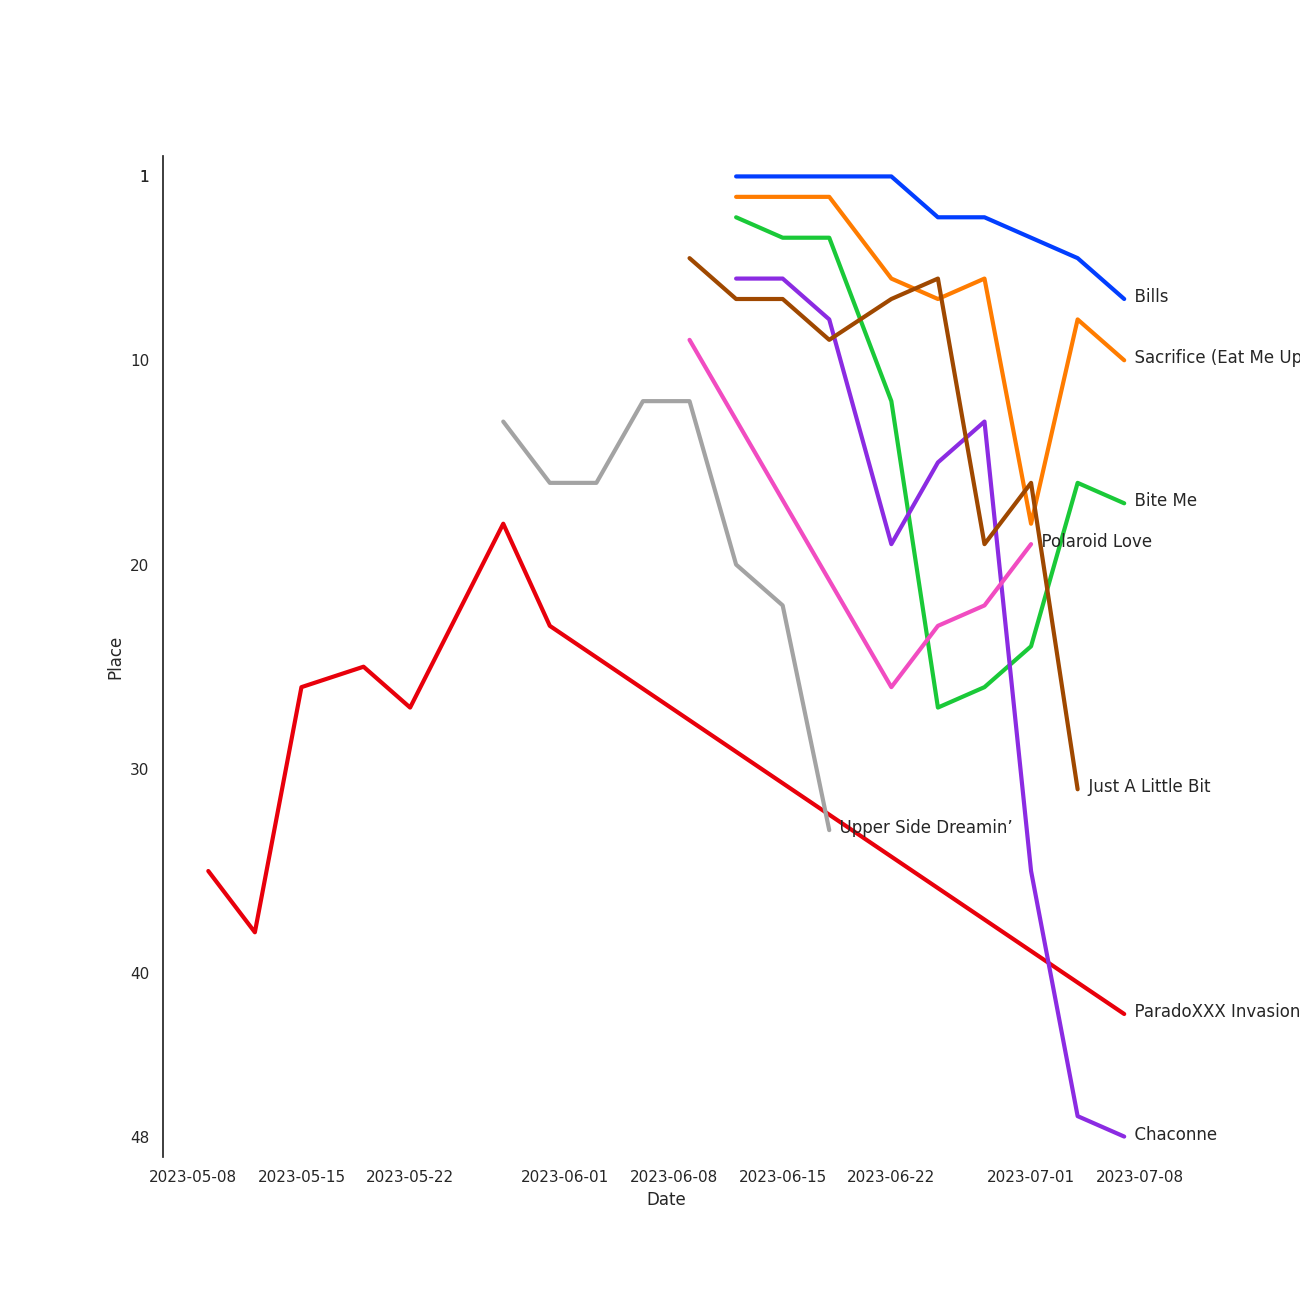 1
10
20
30
40
48
Place
Bills
Sacrifice (Eat Me Up
Bite Me
Polaroid Love
Just A Little Bit
Upper Side Dreamin’
ParadoXXX Invasion
Chaconne
2023-05-08 2023-05-15 2023-05-22 2023-06-01 2023-06-08 2023-06-15 2023-06-22 2023-07-01 2023-07-08
Date